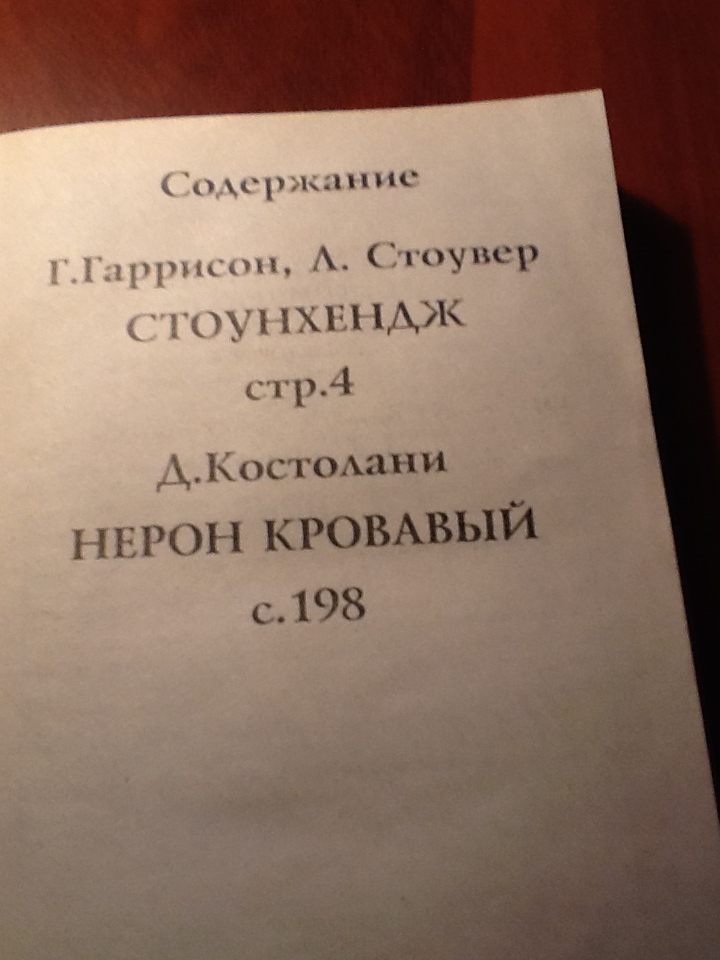 Содержание
Г.Гаррисон, Л. Стоувер
СТОУНХЕНДЖ
стр.4
Д.Костолани
НЕРОН КРОВАВЫЙ
с.198